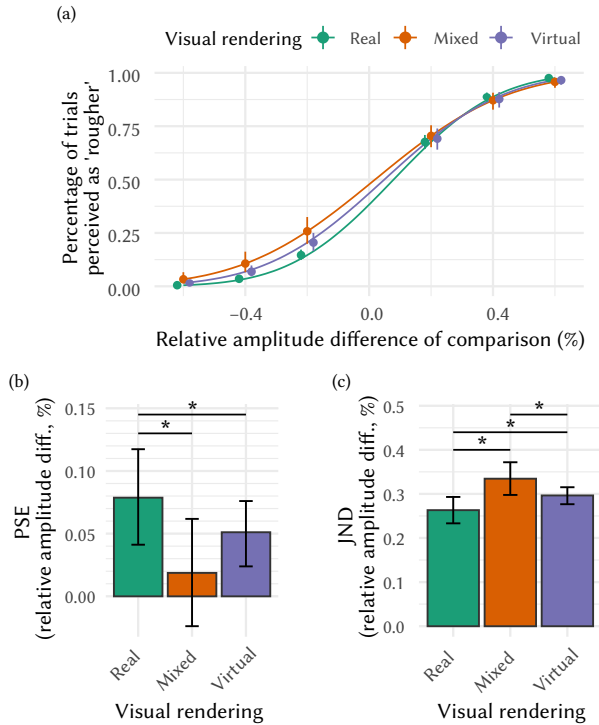 (a)
Visual rendering Real Mixed Virtual
1.00
0.75
0.50
0.25
0.00
Percentage of trials
perceived as 'rougher'
−0.4 0.0 0.4
Relative amplitude difference of comparison (%)
(b)
0.15
0.10
0.05
0.00
PSE
(relative amplitude diff., %)
*
*
Real Mixed Virtual
Visual rendering
(c)
0.5
0.4
0.3
0.2
0.1
0.0
JND
(relative amplitude diff., %)
*
*
*
Real Mixed Virtual
Visual rendering